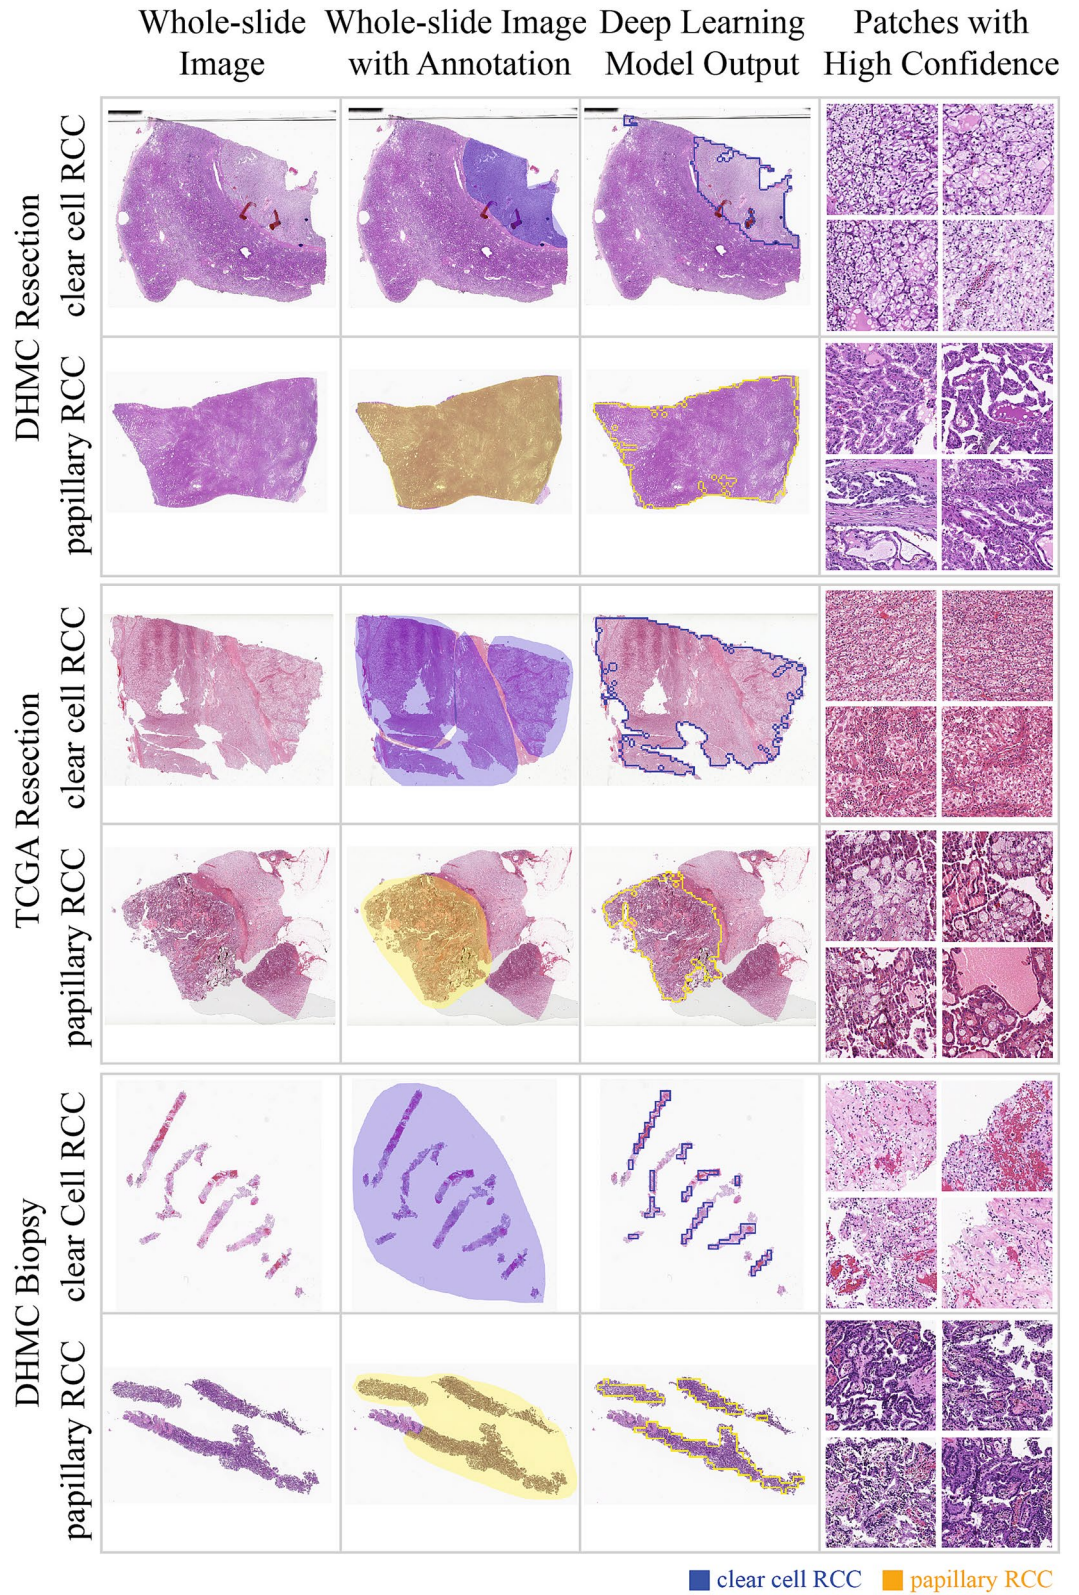 Whole-slide
Image
Whole-slide Image
with Annotation
Deep Learning
Model Output
Patches with
High Confidence
DHMC Resection
clear cell RCC
papillary RCC
TCGA Resection
clear cell RCC
papillary RCC
DHMC Biopsy
clear Cell RCC
papillary RCC
clear cell RCC
papillary RCC